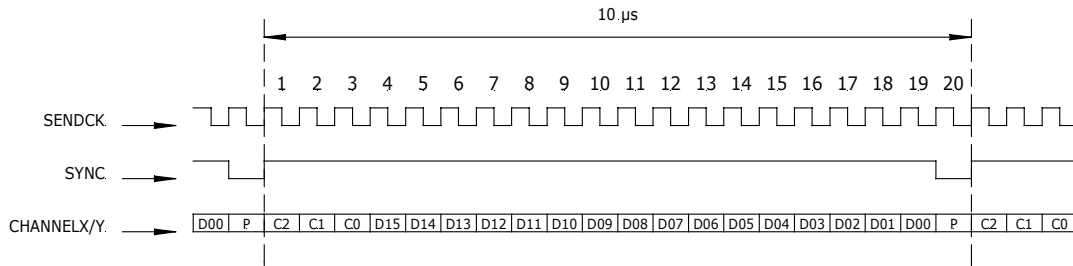 10 µs
1 2 3 4 5 6 7 8 9 10 11 12 13 14 15 16 17 18 19 20
SENDCK
SYNC
CHANNELX/Y D00 P C2 C1 C0 D15 D14 D13 D12 D11 D10 D09 D08 D07 D06 D05 D04 D03 D02 D01 D00 P C2 C1 C0